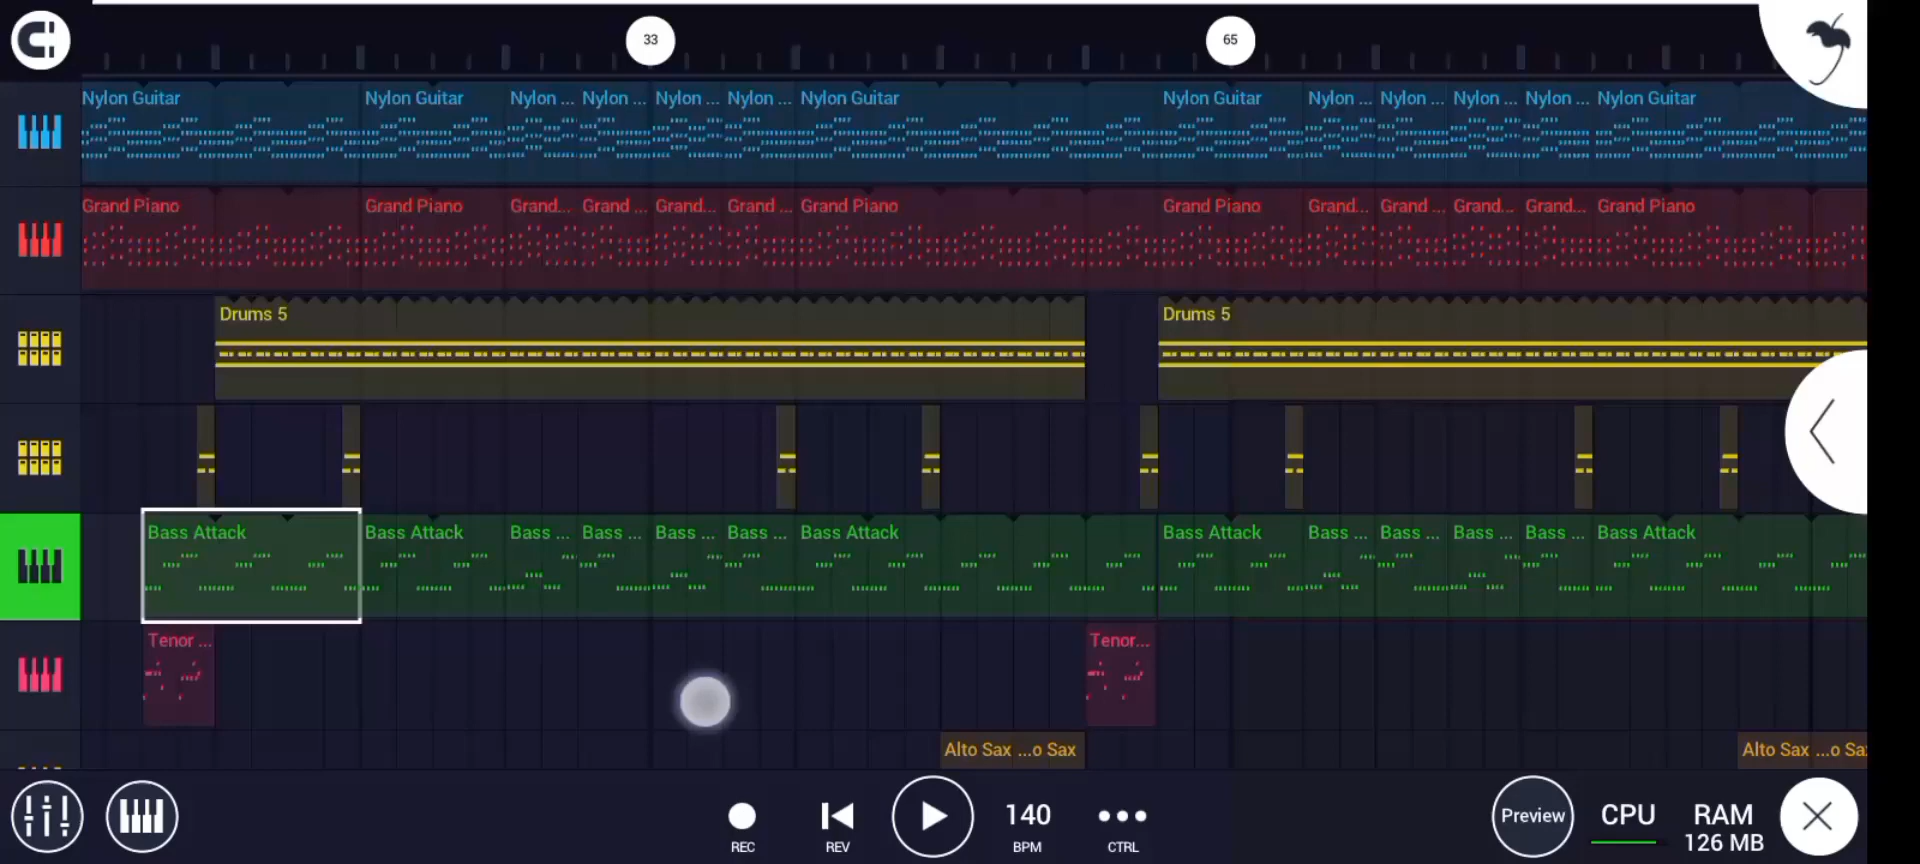 33
65
Nylon Guitar Nylon Guitar Nylon ... Nylon ... Nylon ... Nylon ... Nylon Guitar Nylon Guitar Nylon ... Nylon ... Nylon ... Nylon ... Nylon Guitar
Grand Piano Grand Piano Grand... Grand ... Grand... Grand ... Grand Piano Grand Piano Grand... Grand ... Grand... Grand... Grand Piano
Drums 5 Drums 5
Bass Attack Bass Attack Bass ... Bass ... Bass ... Bass ... Bass Attack Bass Attack Bass ... Bass ... Bass ... Bass ... Bass Attack
Tenor ... Tenor...
Alto Sax ...o Sax Alto Sax ...o Sa
140 Preview CPU RAM
REC REV BPM CTRL 126 MB